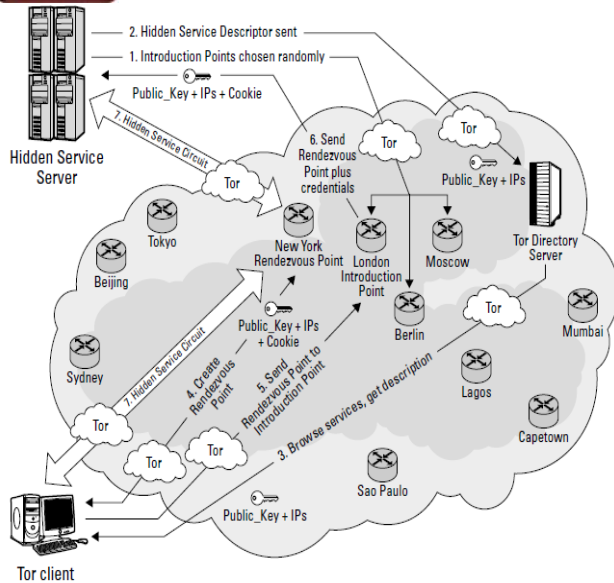 2. Hidden Service Descriptor sent
1. Introduction Points chosen randomly
Public_Key + IPs + Cookie
7. Hidden Service Circuit
Hidden Service
Server
Tor
6. Send
Rendezvous
Point plus
credentials
Tor
Tor
Public_Key + IPs
Tor Directory
Server
Tokyo
New York
Rendezvous Point
London
Introduction
Point
Moscow
Beijing
Public_Key + IPs
+ Cookie
Berlin
Tor
Mumbai
Sydney
7. Hidden Service Circuit
4. Create
Rendezvous
Point
5. Send
Rendezvous Point to
Introduction Point
3. Browse services, get description
Lagos
Capetown
Tor
Tor
Tor
Sao Paulo
Public_Key + IPs
Tor client